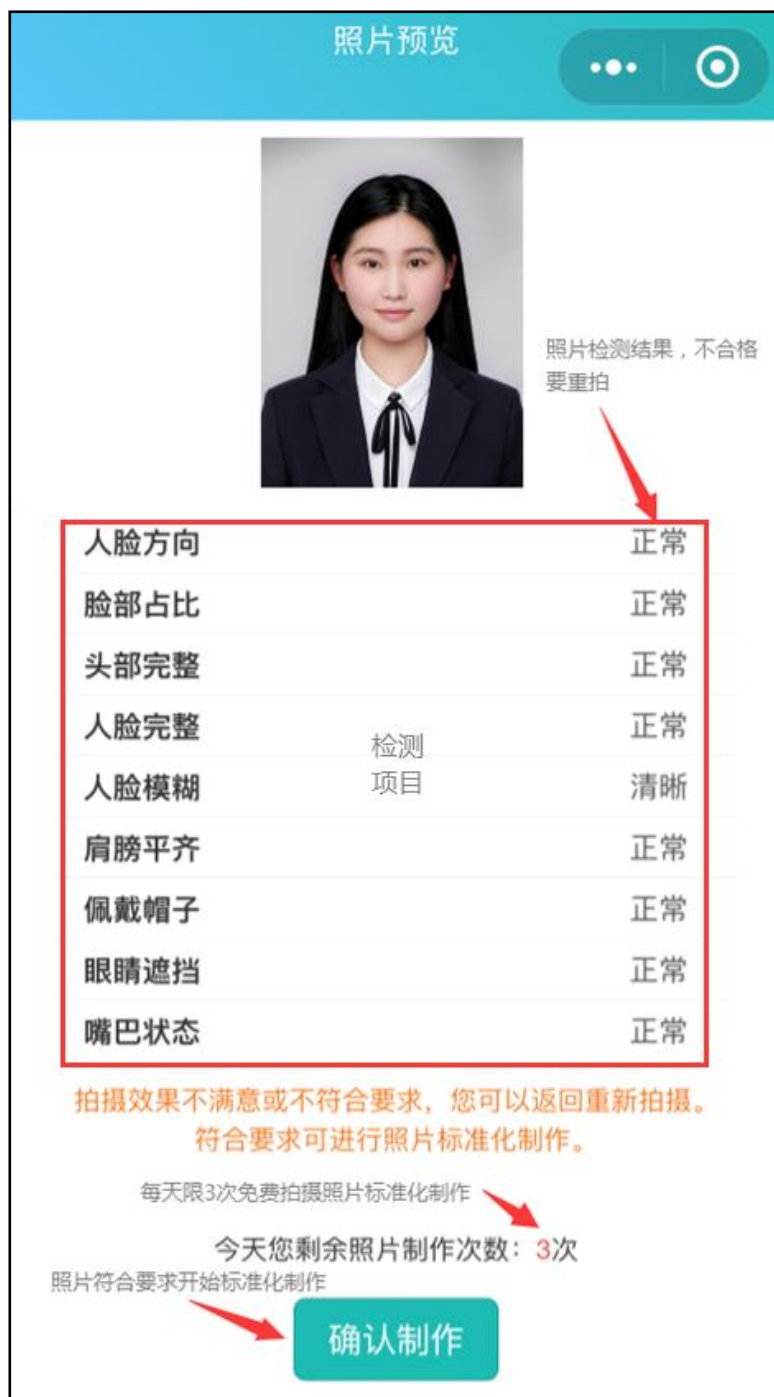 照片预览
照片检测结果，不合格
要重拍
人脸方向 正常
脸部占比 正常
头部完整 正常
人脸完整 正常
检测
项目
人脸模糊 清晰
肩膀平齐 正常
佩戴帽子 正常
眼睛遮挡 正常
嘴巴状态 正常
拍摄效果不满意或不符合要求，您可以返回重新拍摄。
符合要求可进行照片标准化制作。
每天限3次免费拍摄照片标准化制作
今天您剩余照片制作次数：3次
照片符合要求开始标准化制作
确认制作